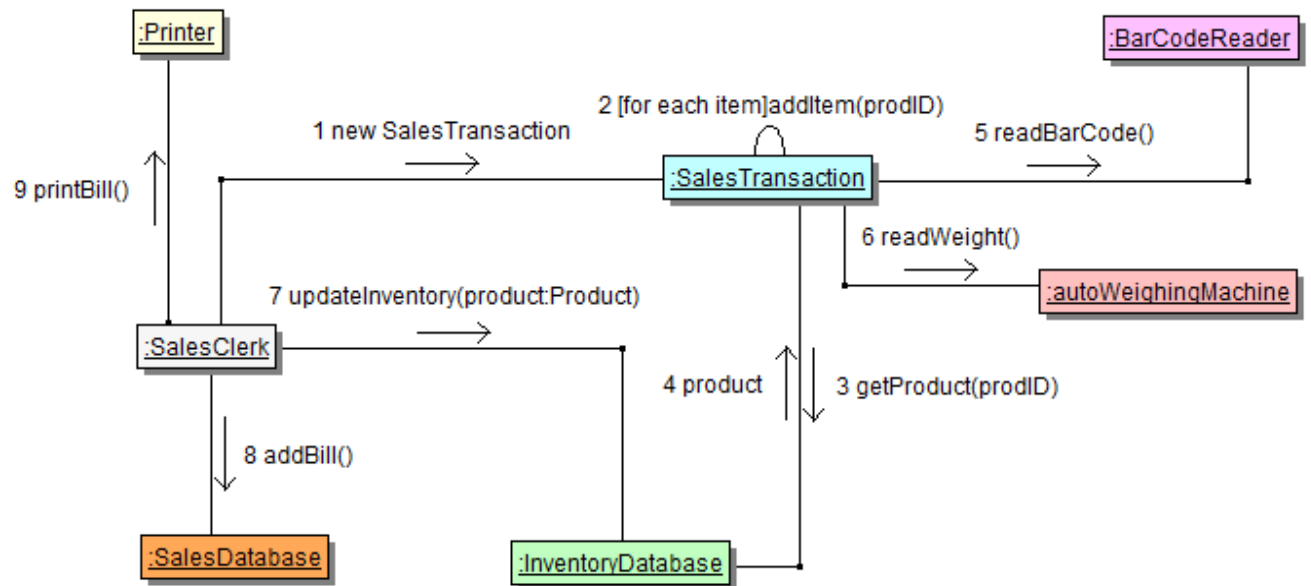 :Printer
:BarCodeReader
2 [for each item]addItem(prodID)
1 new SalesTransaction
5 readBarCode()
:SalesTransaction
9 printBill()
6 readWeight()
7 updateInventory(product:Product)
:autoWeighingMachine
:SalesClerk
4 product
3 getProduct(prodID)
8 addBill()
:SalesDatabase
:InventoryDatabase